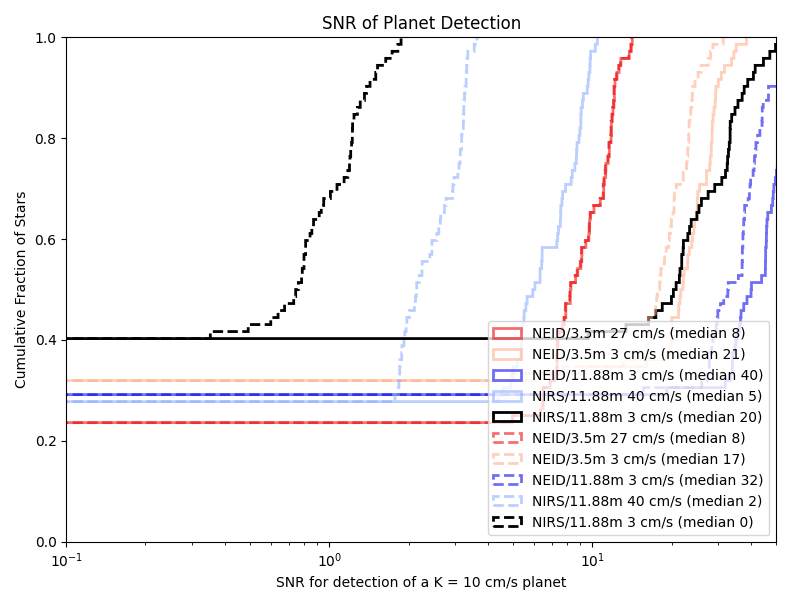 SNR of Planet Detection
Cumulative Fraction of Stars
1.0
0.8
0.6
0.4
0.2
0.0
NEID/3.5m 27 cm/s (median 8)
NEID/3.5m 3 cm/s (median 21)
NEID/11.88m 3 cm/s (median 40)
NIRS/11.88m 40 cm/s (median 5)
NIRS/11.88m 3 cm/s (median 20)
NEID/3.5m 27 cm/s (median 8)
NEID/3.5m 3 cm/s (median 17)
NEID/11.88m 3 cm/s (median 32)
NIRS/11.88m 40 cm/s (median 2)
NIRS/11.88m 3 cm/s (median 0)
10⁻¹ 10⁰ 10¹
SNR for detection of a K = 10 cm/s planet